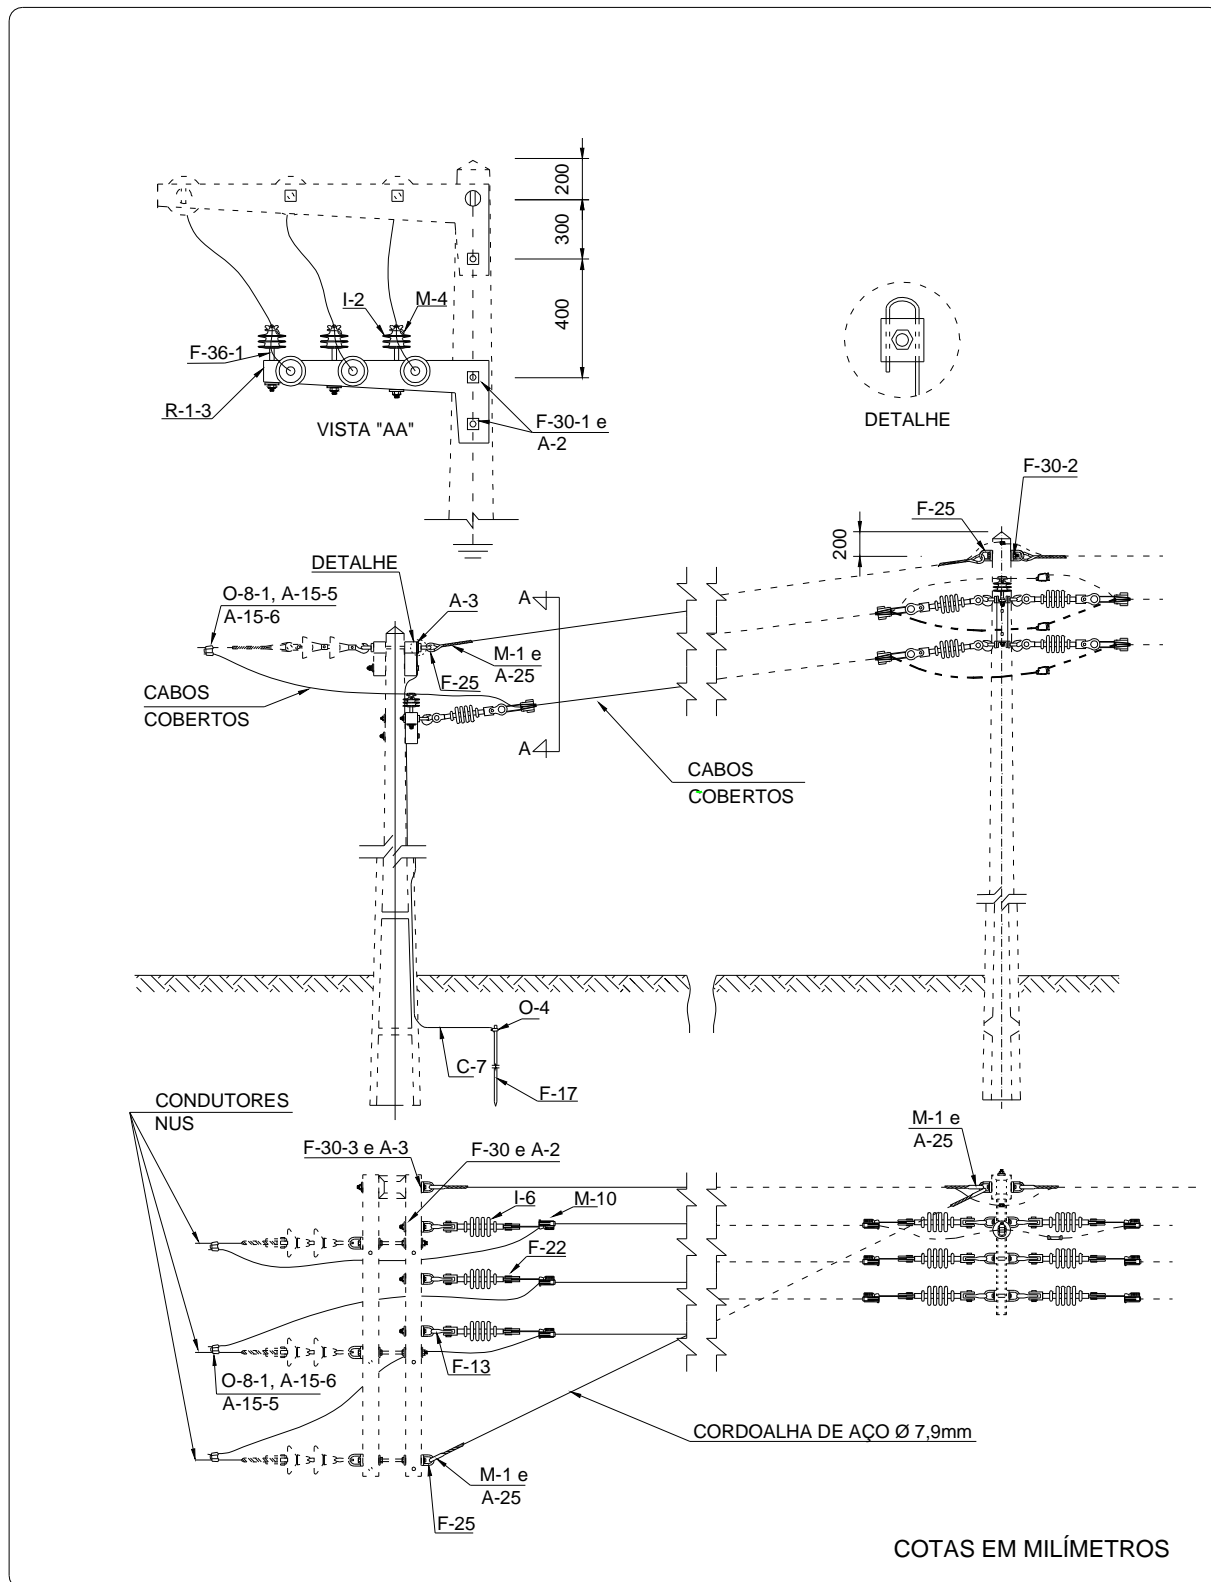 200
300
400
I-2
M-4
F-36-1
R-1-3
VISTA "AA"
F-30-1 e
A-2
DETALHE
F-30-2
F-25
200
DETALHE
O-8-1, A-15-5
A-15-6
A-3
A
M-1 e
A-25
F-25
CABOS
COBERTOS
A
CABOS
COBERTOS
O-4
C-7
F-17
CONDUTORES
NUS
M-1 e
A-25
F-30-3 e A-3
F-30 e A-2
I-6
M-10
F-22
F-13
O-8-1, A-15-6
A-15-5
CORDOALHA DE AÇO Ø 7,9mm
M-1 e
A-25
F-25
COTAS EM MILÍMETROS